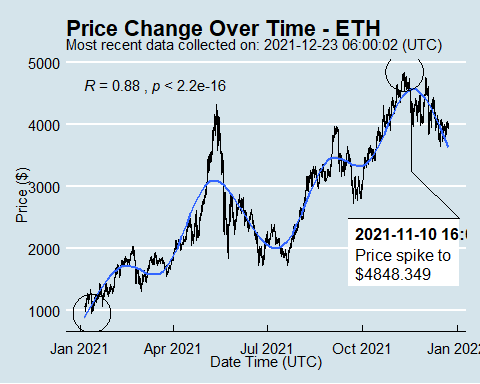 Price Change Over Time - ETH
Most recent data collected on: 2021-12-23 06:00:02 (UTC)
R = 0.88 , p < 2.2e-16
5000
4000
3000
2000
1000
Price ($)
2021-11-10 16:0
Price spike to
$4848.349
Jan 2021
Apr 2021
Jul 2021
Oct 2021
Jan 202
Date Time (UTC)